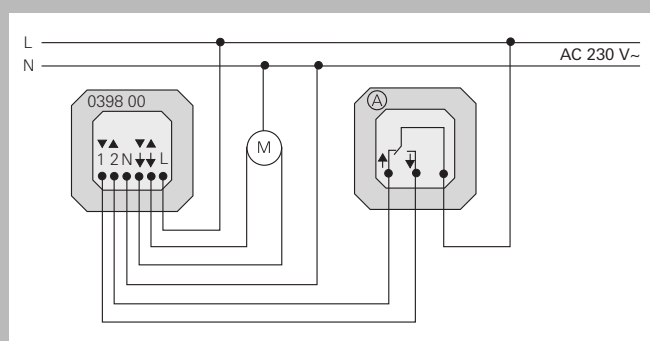 L
N
AC 230 V~
0398 00
A
M
▼▲ ▼▲
1 2 N ↓↓ L
↑ ↓